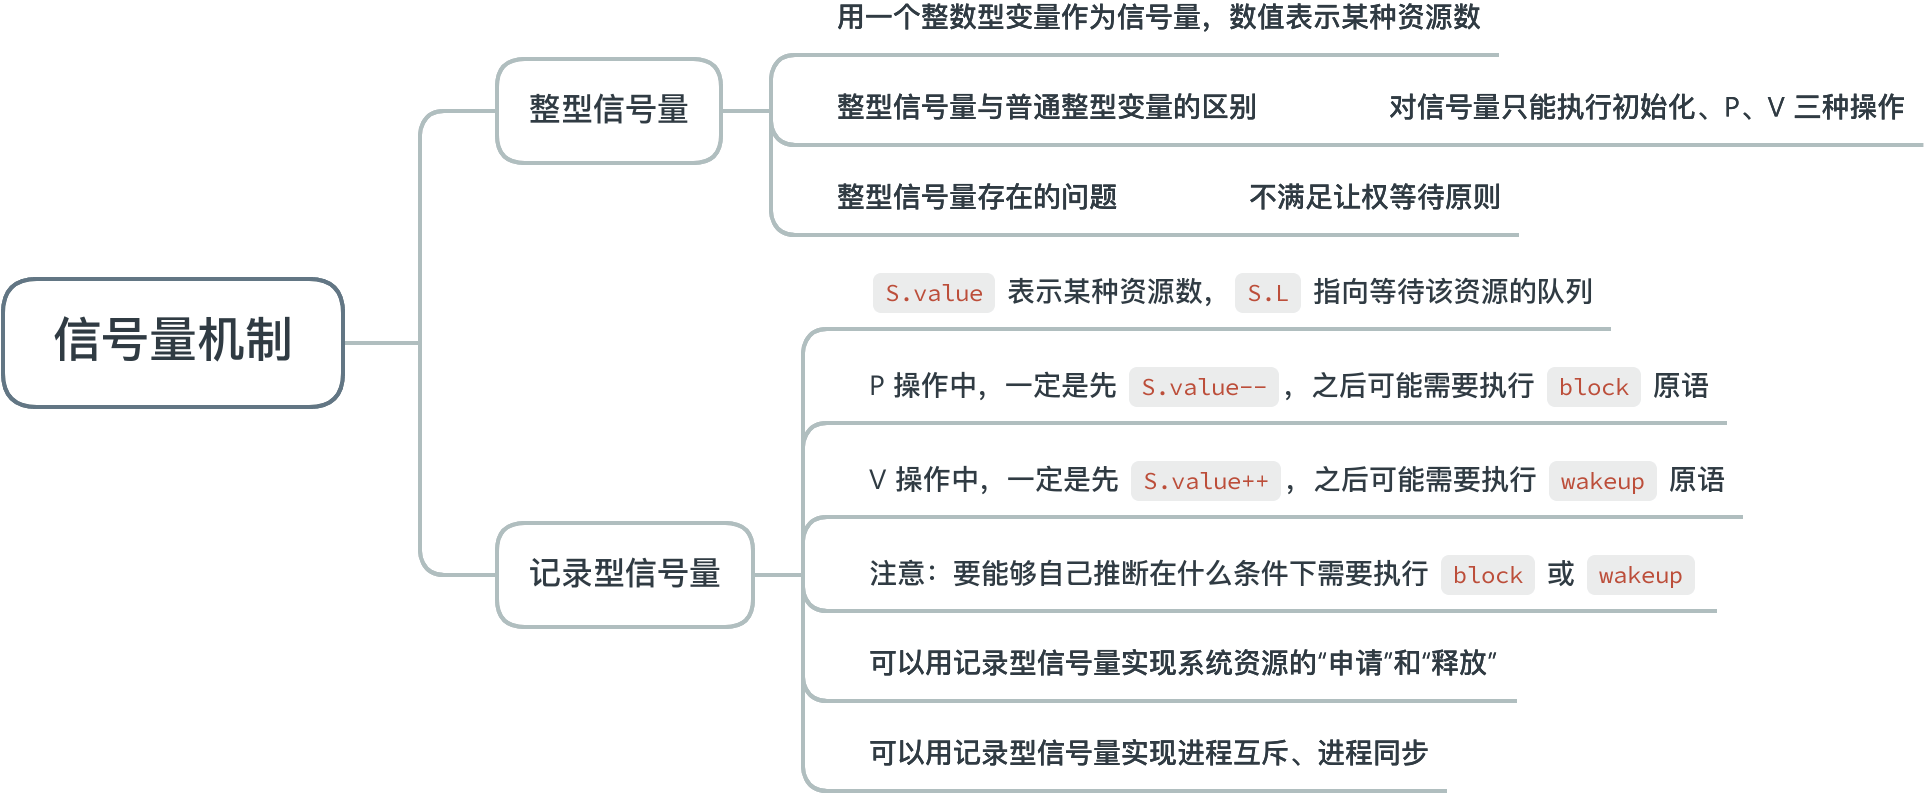 信号量机制
整型信号量
用一个整数型变量作为信号量，数值表示某种资源数
整型信号量与普通整型变量的区别 对信号量只能执行初始化、P、V 三种操作
整型信号量存在的问题 不满足让权等待原则
记录型信号量
S.value 表示某种资源数， S.L 指向等待该资源的队列
P 操作中，一定是先 S.value-- ，之后可能需要执行 block 原语
V 操作中，一定是先 S.value++ ，之后可能需要执行 wakeup 原语
注意：要能够自己推断在什么条件下需要执行 block 或 wakeup
可以用记录型信号量实现系统资源的“申请”和“释放”
可以用记录型信号量实现进程互斥、进程同步